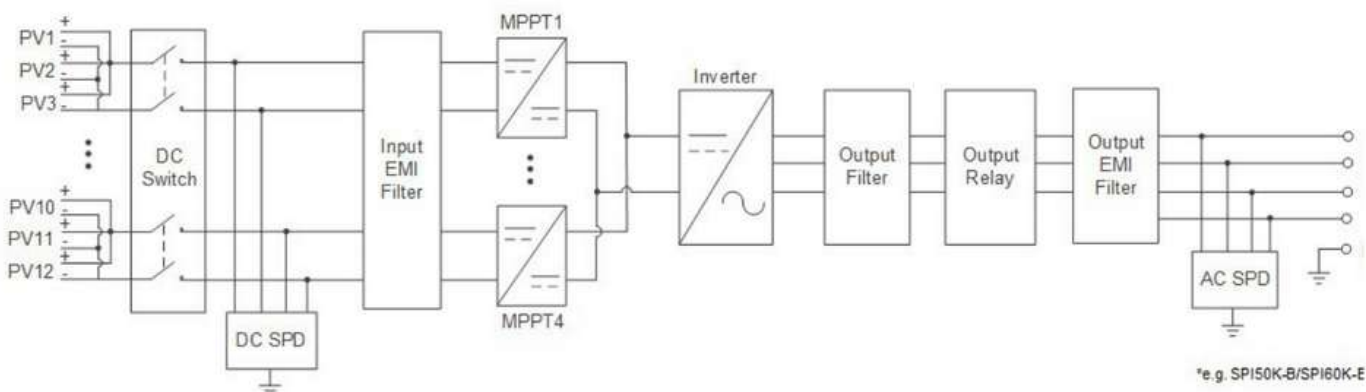 PV1
+
-
PV2
+
-
PV3
+
-
DC
Switch
PV10
+
-
PV11
+
-
PV12
+
-
DC SPD
Input
EMI
Filter
MPPT1
MPPT4
Inverter
Output
Filter
Output
Relay
Output
EMI
Filter
AC SPD
*e.g. SPI50K-B/SPI60K-